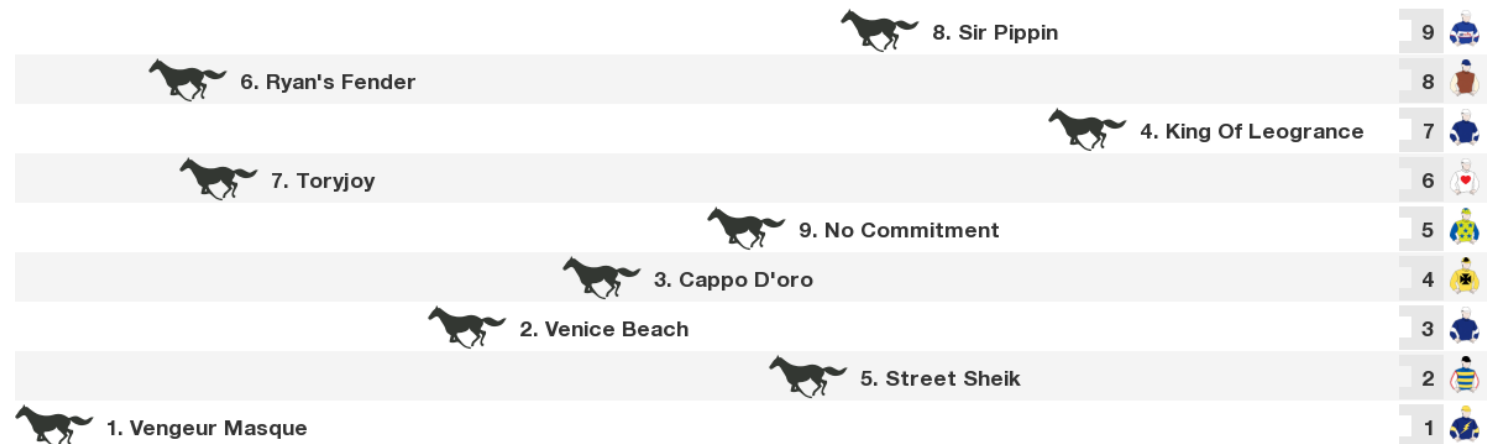 8. Sir Pippin 9
6. Ryan's Fender 8
4. King Of Leogrance 7
7. Toryjoy 6
9. No Commitment 5
3. Cappo D'oro 4
2. Venice Beach 3
5. Street Sheik 2
1. Vengeur Masque 1